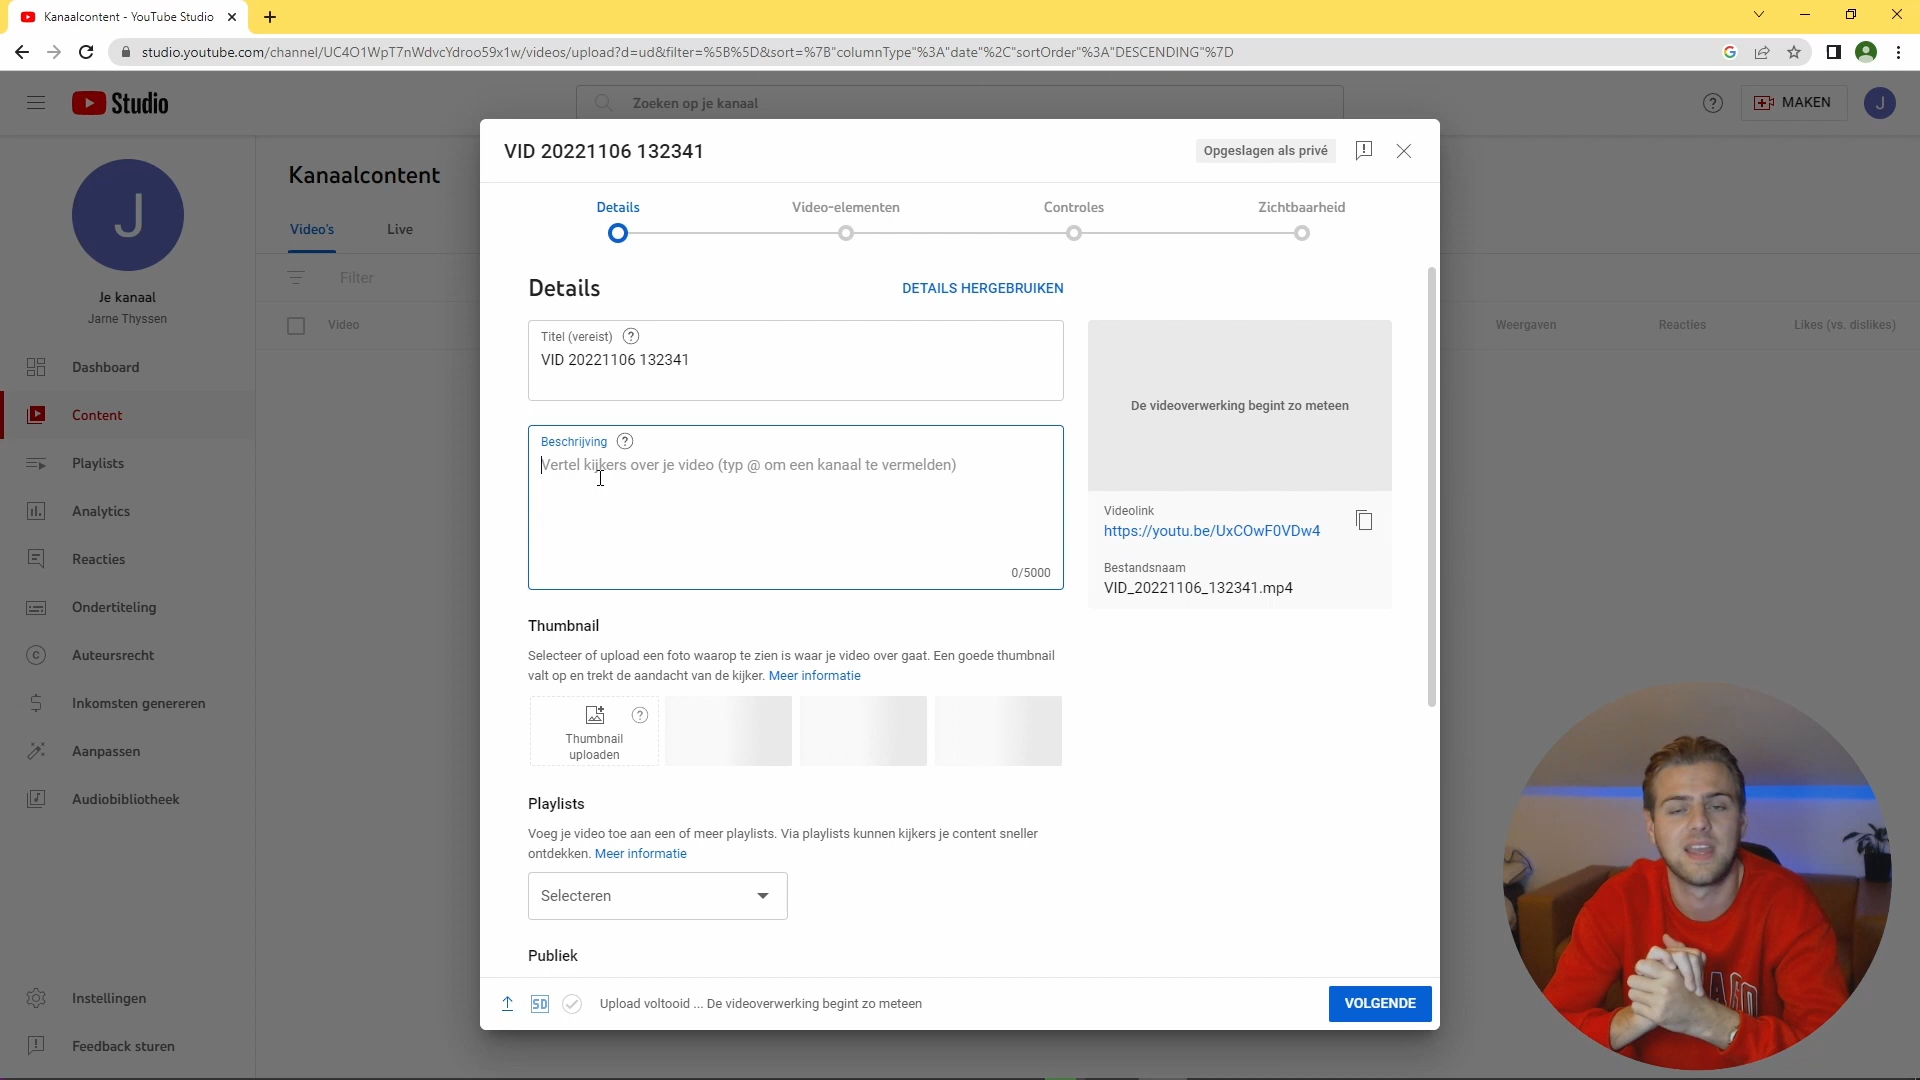 Kanaalcontent - YouTube Studio
studio.youtube.com/channel/UC4O1WpT7nWdvcYdroo59x1w/videos/upload?d=ud&filter=%5B%5D&sort=%7B"columnType"%3A"date"%2C"sortOrder"%3A"DESCENDING"%7D
Studio
Zoeken op je kanaal
MAKEN
J
VID 20221106 132341
Opgeslagen als privé
J
Je kanaal
Jarne Thyssen
Dashboard
Content
Playlists
Analytics
Reacties
Ondertiteling
Auteursrecht
Inkomsten genereren
Aanpassen
Audiobibliotheek
Instellingen
Feedback sturen
Kanaalcontent
Video's
Live
Filter
Video
Weergaven
Reacties
Likes (vs. dislikes)
Details
Video-elementen
Controles
Zichtbaarheid
Details
DETAILS HERGEBRUIKEN
Titel (vereist)
VID 20221106 132341
Beschrijving
Vertel kijkers over je video (typ @ om een kanaal te vermelden)
0/5000
De videoverwerking begint zo meteen
Videolink
https://youtu.be/UxCOwF0VDw4
Bestandsnaam
VID_20221106_132341.mp4
Thumbnail
Selecteer of upload een foto waarop te zien is waar je video over gaat. Een goede thumbnail
valt op en trekt de aandacht van de kijker. Meer informatie
Thumbnail
uploaden
Playlists
Voeg je video toe aan een of meer playlists. Via playlists kunnen kijkers je content sneller
ontdekken. Meer informatie
Selecteren
Publiek
SD
Upload voltooid ... De videoverwerking begint zo meteen
VOLGENDE